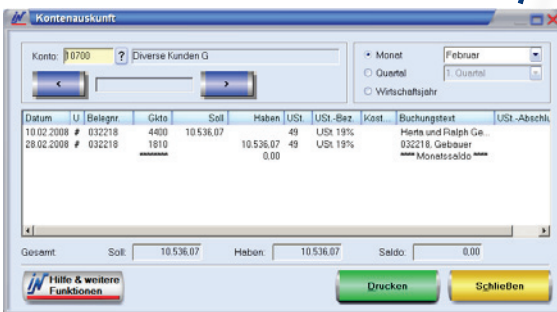 Kontenauskunft
Konto: 10700 ? Diverse Kunden G
< >
Monat Februar
Quartal 1. Quartal
Wirtschaftsjahr
Datum U Belegnr. Gkto Soll Haben USt. USt.-Bez. Kost... Buchungstext USt.-Abschlu
10.02.2008 # 032218 4400 10.536,07 49 USt. 19% Herta und Ralph Ge...
28.02.2008 # 032218 1810 10.536,07 49 USt. 19% 032218, Gebauer
******** 0,00 **** Monatssaldo ****
Gesamt: Soll: 10.536,07 Haben: 10.536,07 Saldo: 0,00
Hilfe & weitere
Funktionen
Drucken
Schließen